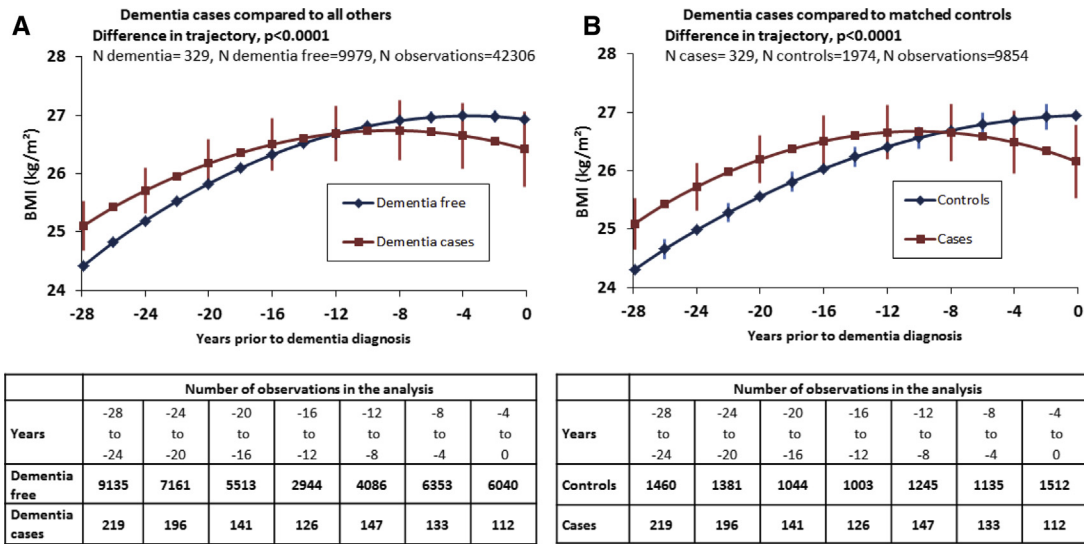 A
Dementia cases compared to all others
Difference in trajectory, p<0.0001
N dementia= 329, N dementia free=9979, N observations=42306
28
27
26
25
24
BMI (kg/m²)
Dementia free
Dementia cases
-28 -24 -20 -16 -12 -8 -4 0
Years prior to dementia diagnosis
Number of observations in the analysis
Years
-28 -24 -20 -16 -12 -8 -4
to to to to to to to
-24 -20 -16 -12 -8 -4 0
Dementia free 9135 7161 5513 2944 4086 6353 6040
Dementia cases 219 196 141 126 147 133 112
B
Dementia cases compared to matched controls
Difference in trajectory, p<0.0001
N cases= 329, N controls=1974, N observations=9854
28
27
26
25
24
BMI (kg/m²)
Controls
Cases
-28 -24 -20 -16 -12 -8 -4 0
Years prior to dementia diagnosis
Number of observations in the analysis
Years
-28 -24 -20 -16 -12 -8 -4
to to to to to to to
-24 -20 -16 -12 -8 -4 0
Controls 1460 1381 1044 1003 1245 1135 1512
Cases 219 196 141 126 147 133 112